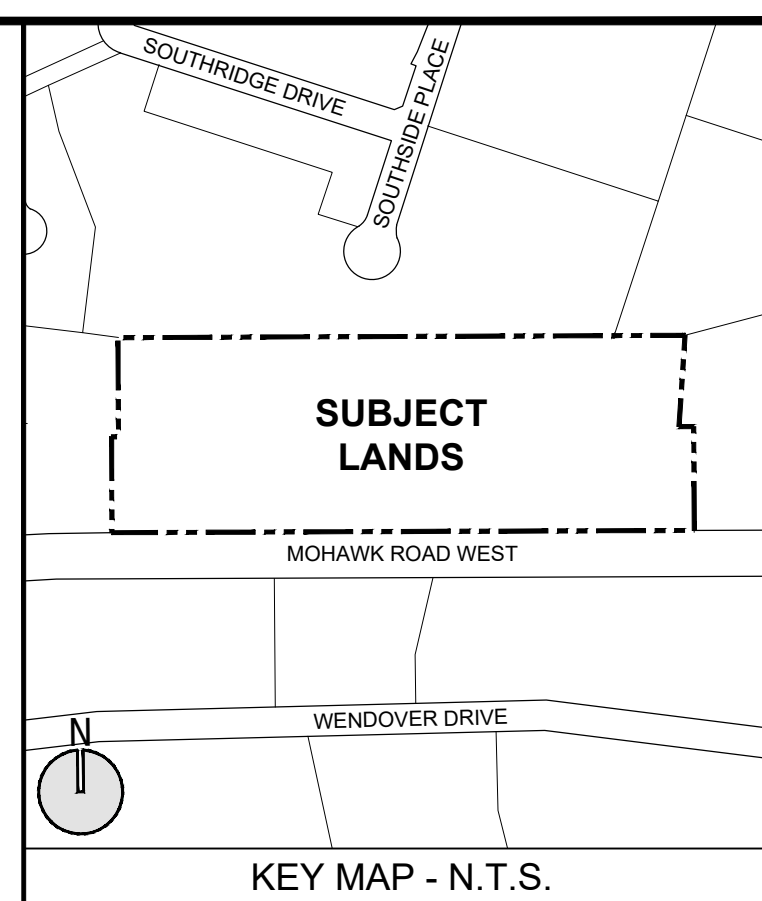 SOUTHRIDGE DRIVE
SOUTHSIDE PLACE
SUBJECT
LANDS
MOHAWK ROAD WEST
WENDOVER DRIVE
N
KEY MAP - N.T.S.